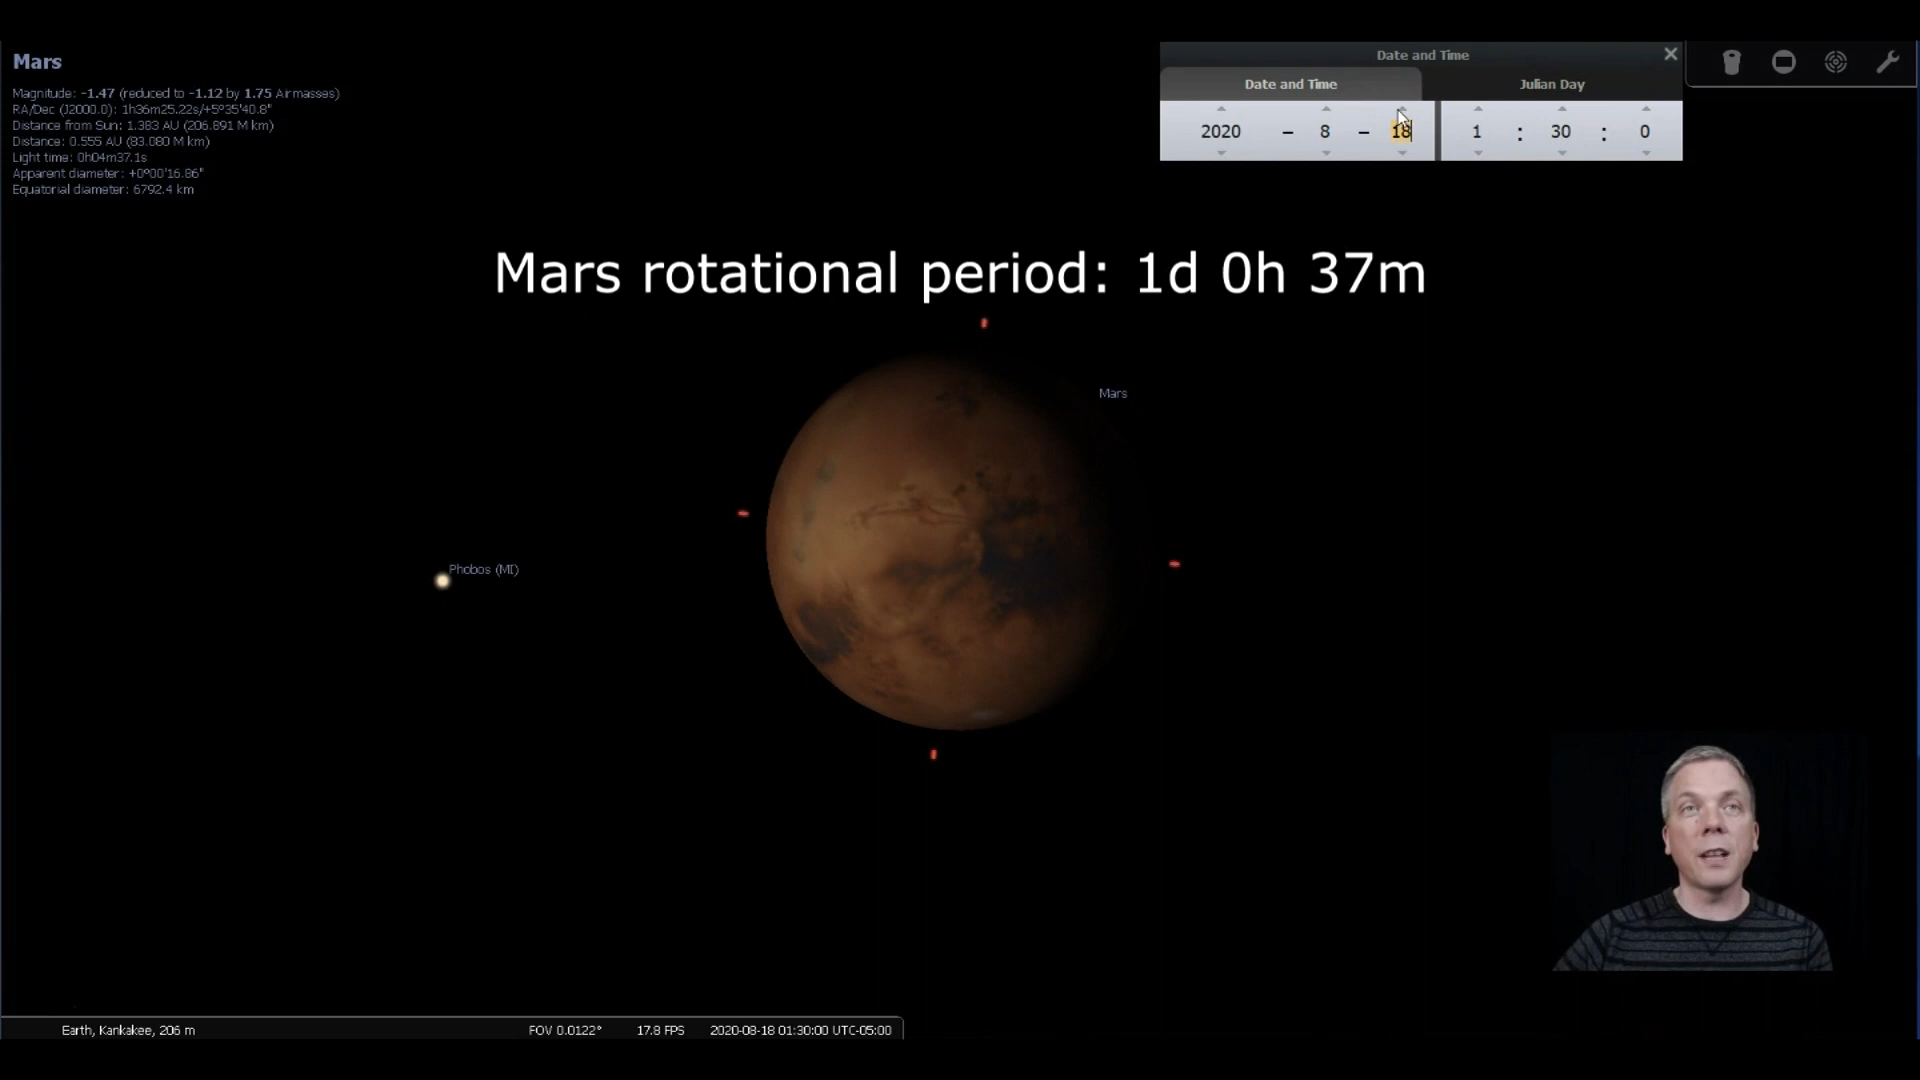 Mars
Magnitude: -1.47 (reduced to -1.12 by 1.75 Airmasses)
RA/Dec (J2000.0): 1h36m25.22s/+5°35'40.8"
Distance from Sun: 1.383 AU (206.891 M km)
Distance: 0.555 AU (83.080 M km)
Light time: 0h04m37.1s
Apparent diameter: +0°00'16.86"
Equatorial diameter: 6792.4 km
Date and Time
Date and Time Julian Day
2020 - 8 - 18 1 : 30 : 0
Mars rotational period: 1d 0h 37m
Mars
Phobos (MI)
Earth, Kankakee, 206 m FOV 0.0122° 17.8 FPS 2020-08-18 01:30:00 UTC-05:00